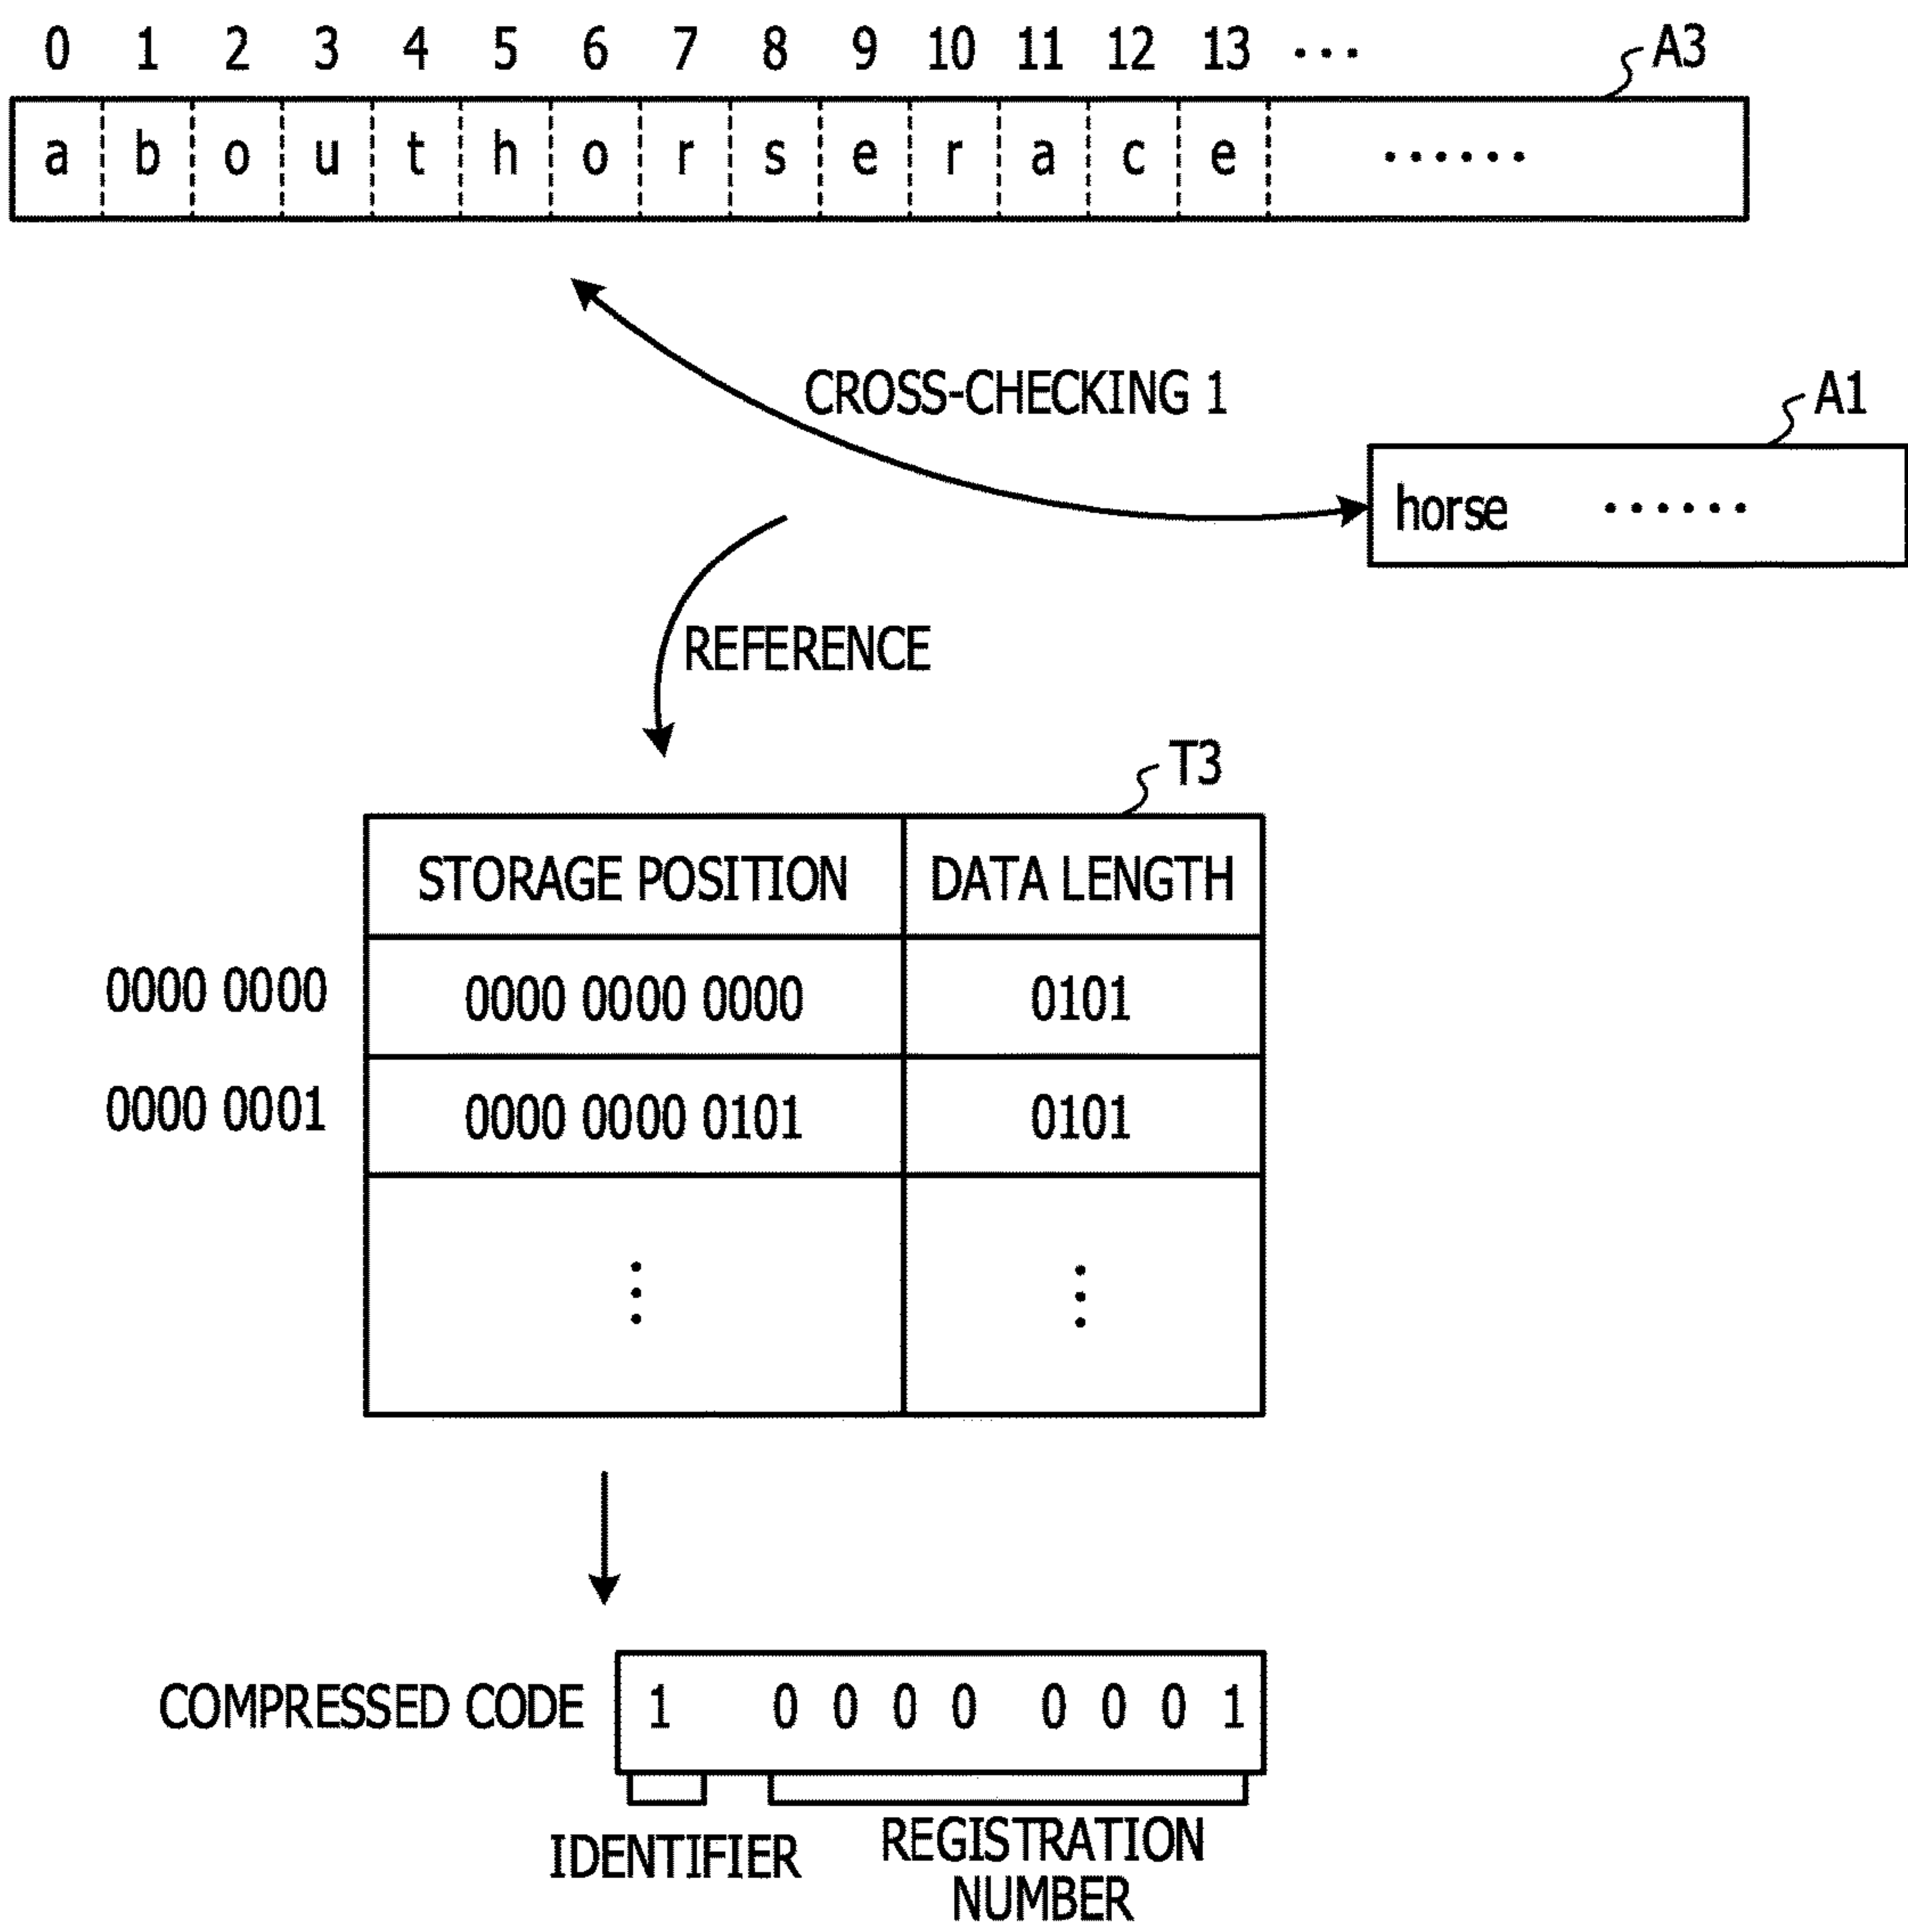 0 1 2 3 4 5 6 7 8 9 10 11 12 13 ··· A3
a b o u t h o r s e r a c e ······
CROSS-CHECKING 1
A1
horse ······
REFERENCE
T3
STORAGE POSITION DATA LENGTH
0000 0000 0000 0000 0000 0101
0000 0001 0000 0000 0101 0101
COMPRESSED CODE 1 0 0 0 0 0 0 0 1
IDENTIFIER
REGISTRATION
NUMBER